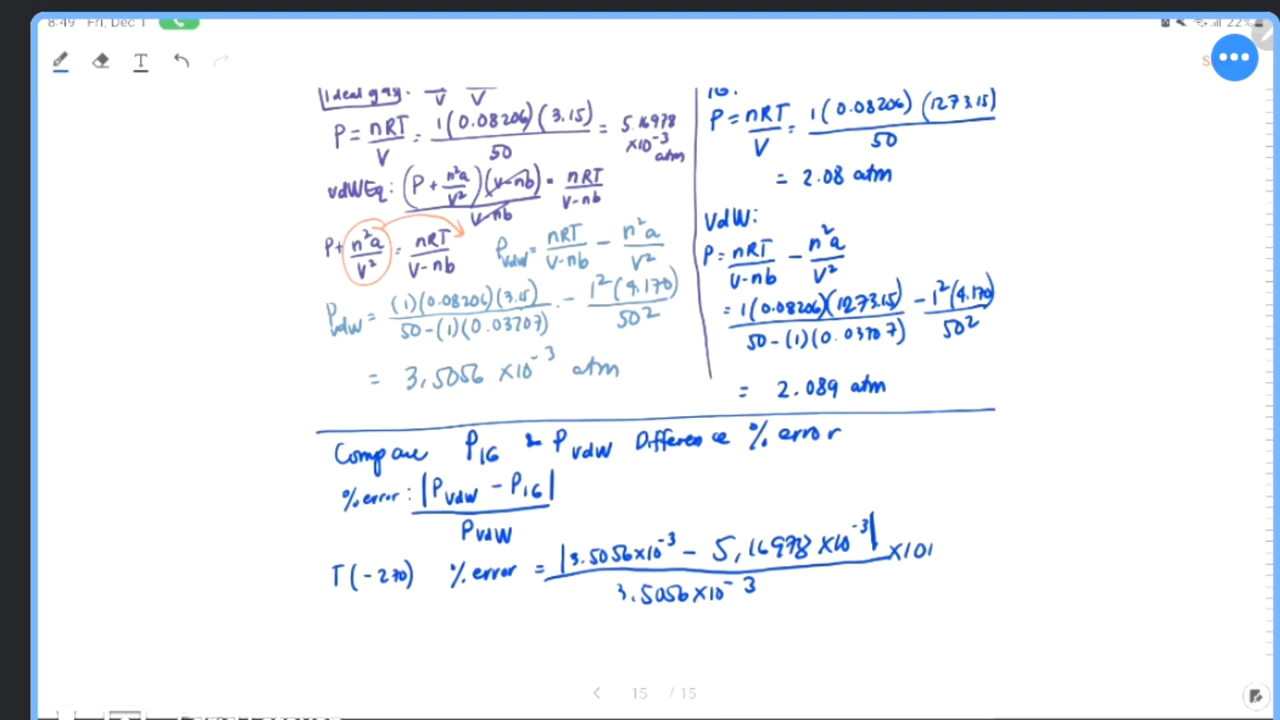 8:49 Fri, Dec 1
22%
T
Ideal gas.
V V
P = nRT / V = 1(0.08206)(3.15) / 50 = 5.16978 ×10⁻³ atm
vdWEq: (P + n²a / V²)(V-nb) / V-nb = nRT / V-nb
P + n²a / V² = nRT / V-nb
P_vdw = nRT / V-nb - n²a / V²
P_vdw = (1)(0.08206)(3.15) / 50-(1)(0.03707) - 1²(4.170) / 50²
= 3.5056 ×10⁻³ atm
IG:
P = nRT / V = 1(0.08206)(1273.15) / 50
= 2.08 atm
VdW:
P = nRT / V-nb - n²a / V²
= 1(0.08206)(1273.15) / 50-(1)(0.03707) - 1²(4.170) / 50²
= 2.089 atm
Compare P_IG & P_vdW Difference % error
% error: |P_vdW - P_IG| / P_vdW
T(-270) % error = |3.5056×10⁻³ - 5,16978×10⁻³| / 3.5056×10⁻³ ×101
15 / 15